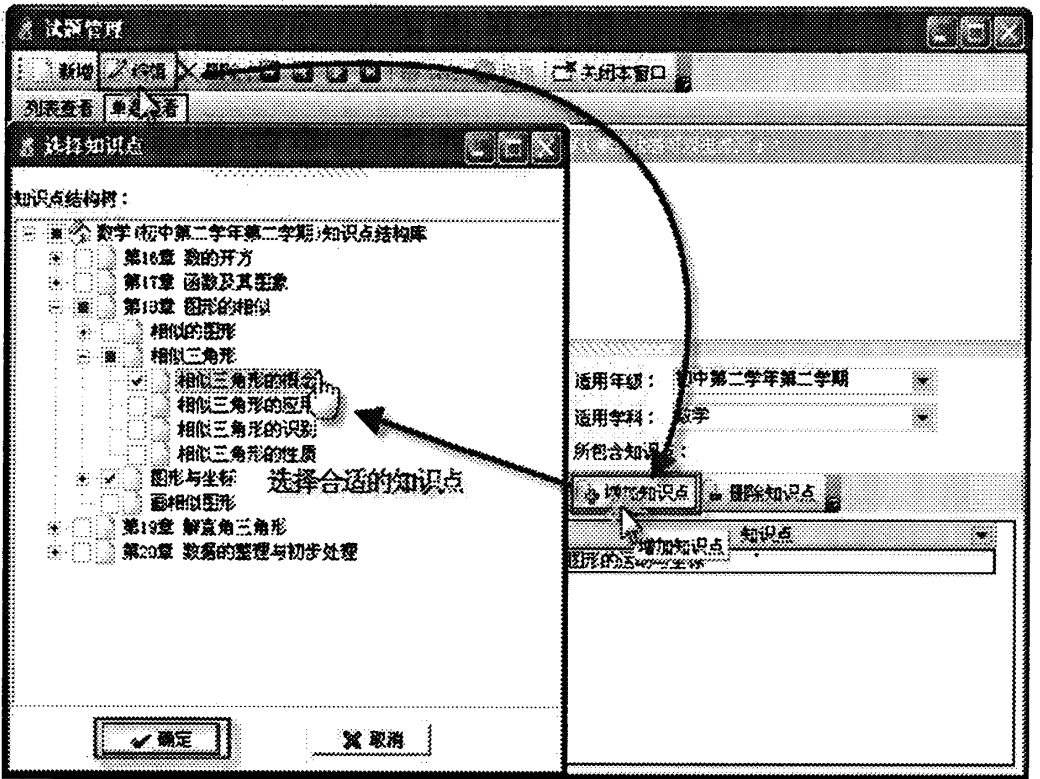 试题管理
新增 编辑 删除 关闭本窗口
列表查看
选择知识点
知识点结构树：
数学(初中第二学年第二学期)知识点结构库
第16章 数的开方
第17章 函数及其图象
第18章 图形的相似
相似的图形
相似三角形
相似三角形的概念
相似三角形的应用
相似三角形的识别
相似三角形的性质
图形与坐标
画相似图形
第19章 解直角三角形
第20章 数据的整理与初步处理
选择合适的知识点
确定 取消
适用年级： 初中第二学年第二学期
适用学科： 数学
所包含知识点：
增加知识点 删除知识点
知识点
增加知识点